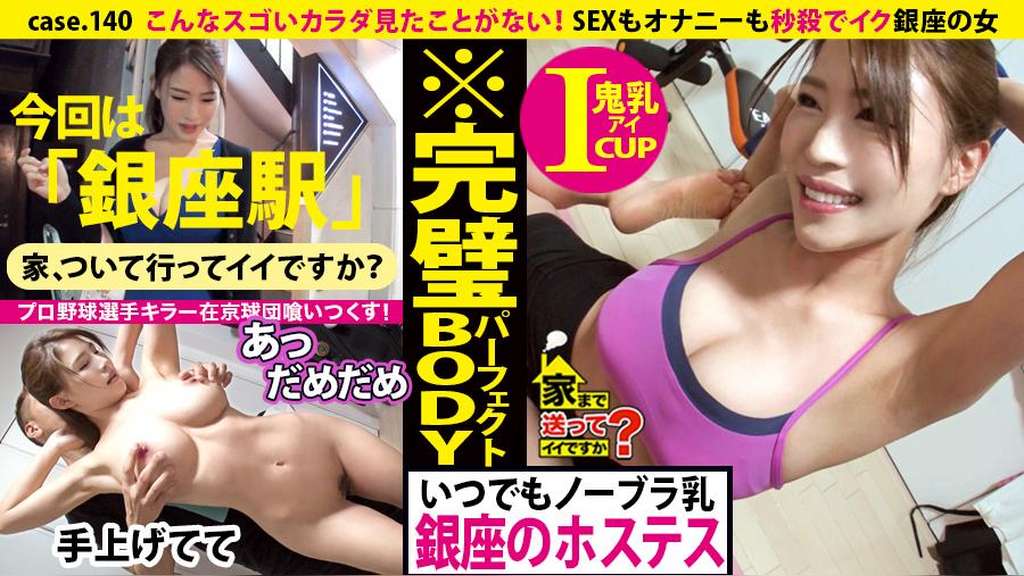 case.140 こんなスゴいカラダ見たことがない! SEXもオナニーも秒殺でイク銀座の女
今回は
「銀座駅」
家、ついて行ってイイですか?
プロ野球選手キラー在京球団喰いつくす!
あっ
だめだめ
手上げてて
※完璧BODY
パーフェクト
I
鬼乳
アイ
CUP
家まで
送って
イイですか
?
いつでもノーブラ乳
銀座のホステス